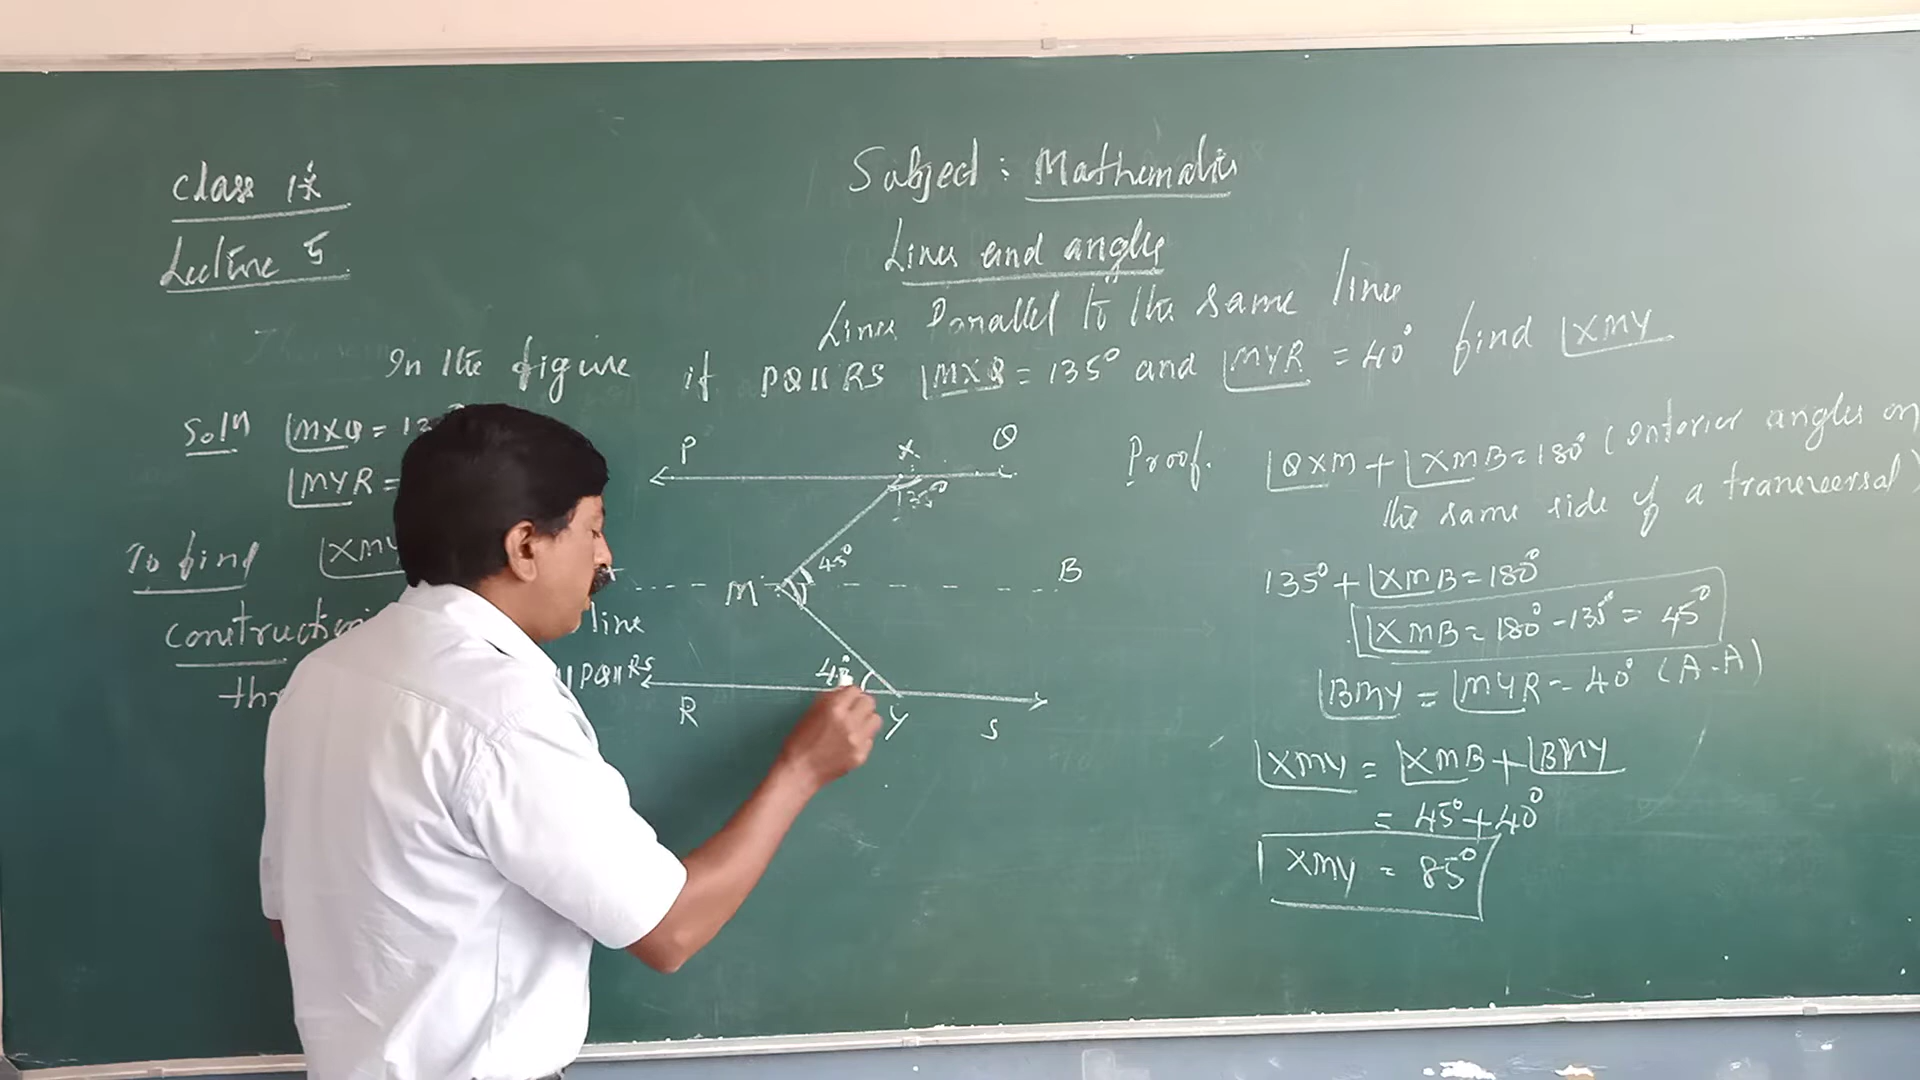 Class IX
Lecture 5
Subject: Mathematics
Lines and angles
Lines Parallel to the same line
In the figure if PQ || RS ∠MXQ = 135° and ∠MYR = 40° find ∠XMY
Soln ∠MXQ = 13
∠MYR =
To find ∠XMY
construction line
thr || PQ || RS
P X Q
135°
45°
M B
40°
R Y S
Proof. ∠QXM + ∠XMB = 180° (Interior angles on
the same side of a transversal)
135° + ∠XMB = 180°
∠XMB = 180° - 135° = 45°
∠BMY = ∠MYR = 40° (A.A)
∠XMY = ∠XMB + ∠BMY
= 45° + 40°
∠XMY = 85°